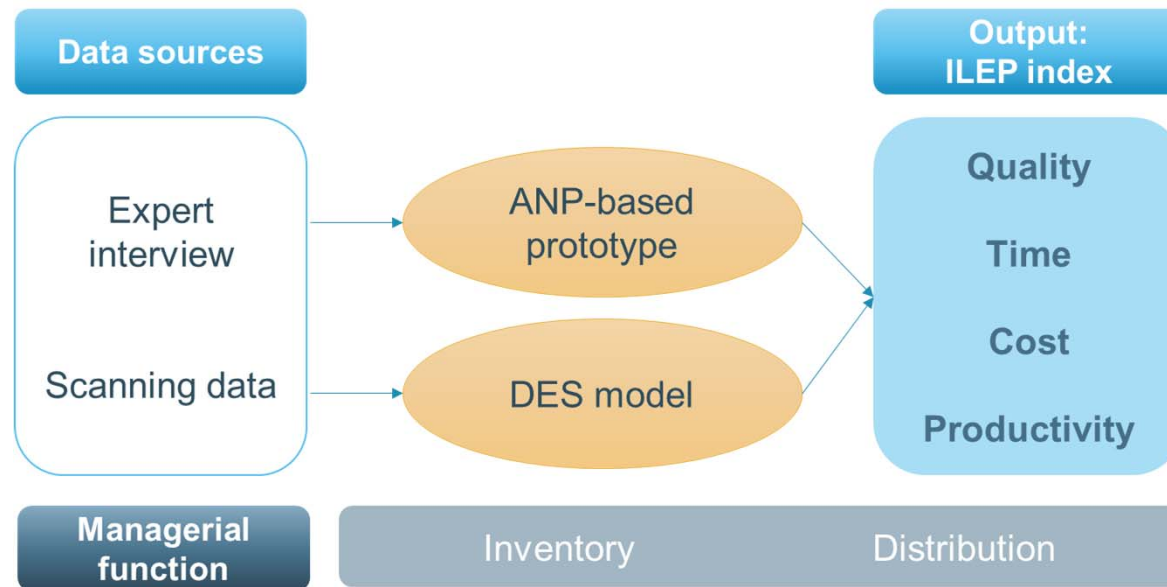 Data sources
Output:
ILEP index
Expert
interview
Scanning data
ANP-based
prototype
DES model
Quality
Time
Cost
Productivity
Managerial
function
Inventory
Distribution